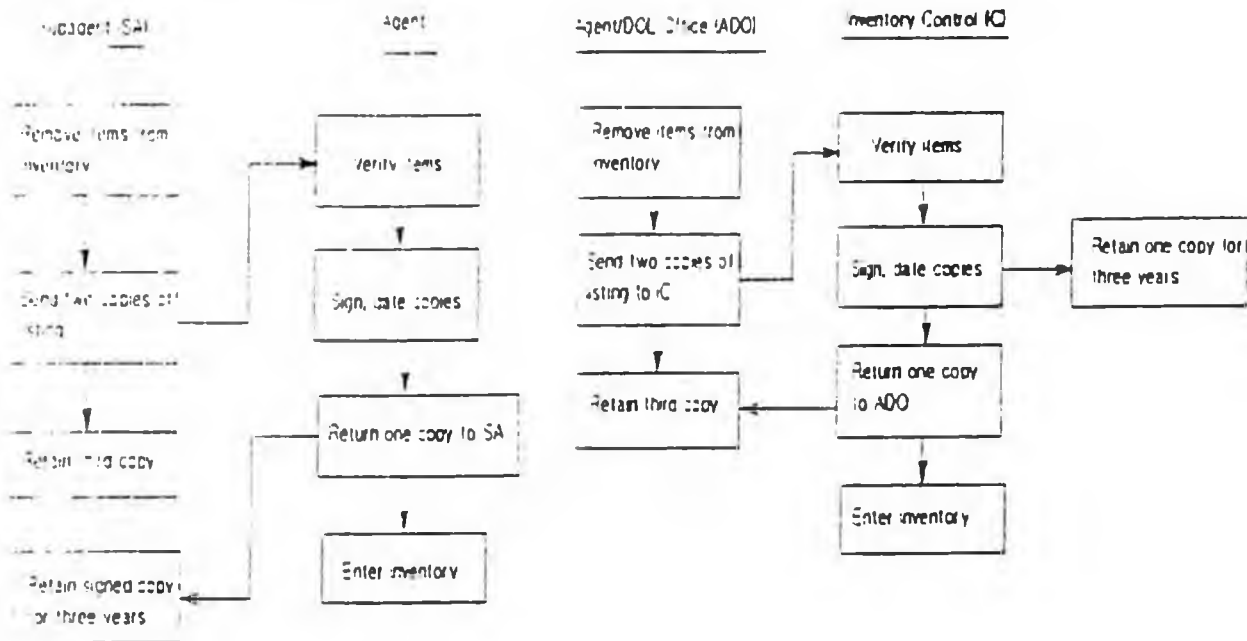 Subagent (SA)
Remove items from
inventory
Send two copies of
listing
Retain third copy
Retain signed copy
for three years
Agent
Verify items
Sign, date copies
Return one copy to SA
Enter inventory
Agent/DOL Office (ADO)
Remove items from
inventory
Send two copies of
listing to IC
Retain third copy
Inventory Control (IC)
Verify items
Sign, date copies
Return one copy
to ADO
Enter inventory
Retain one copy for
three years